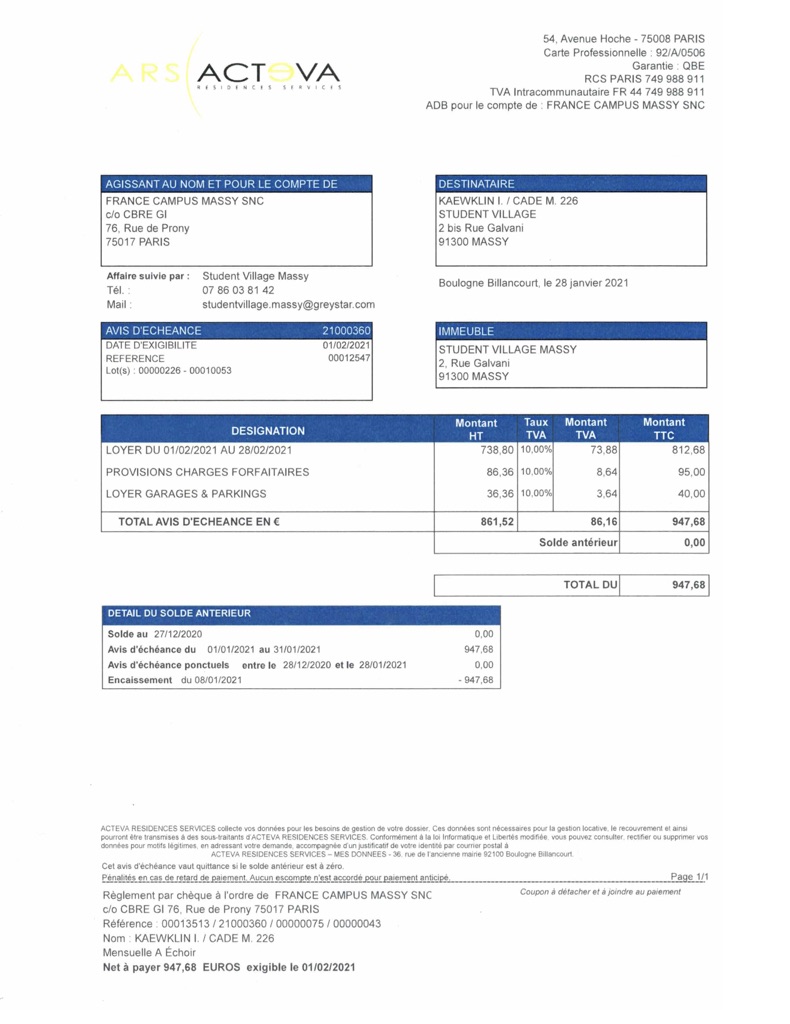 54, Avenue Hoche - 75008 PARIS
Carte Professionnelle : 92/A/0506
Garantie : QBE
RCS PARIS 749 988 911
TVA Intracommunautaire FR 44 749 988 911
ADB pour le compte de : FRANCE CAMPUS MASSY SNC
ARS ACTEVA
RESIDENCES SERVICES
AGISSANT AU NOM ET POUR LE COMPTE DE
FRANCE CAMPUS MASSY SNC
c/o CBRE GI
76, Rue de Prony
75017 PARIS
DESTINATAIRE
KAEWKLIN I. / CADE M. 226
STUDENT VILLAGE
2 bis Rue Galvani
91300 MASSY
Affaire suivie par : Student Village Massy
Tél. : 07 86 03 81 42
Mail : studentvillage.massy@greystar.com
Boulogne Billancourt, le 28 janvier 2021
AVIS D'ECHEANCE 21000360
DATE D'EXIGIBILITE 01/02/2021
REFERENCE 00012547
Lot(s) : 00000226 - 00010053
IMMEUBLE
STUDENT VILLAGE MASSY
2, Rue Galvani
91300 MASSY
DESIGNATION Montant HT Taux TVA Montant TVA Montant TTC
LOYER DU 01/02/2021 AU 28/02/2021 738,80 10,00% 73,88 812,68
PROVISIONS CHARGES FORFAITAIRES 86,36 10,00% 8,64 95,00
LOYER GARAGES & PARKINGS 36,36 10,00% 3,64 40,00
TOTAL AVIS D'ECHEANCE EN € 861,52 86,16 947,68
Solde antérieur 0,00
TOTAL DU 947,68
DETAIL DU SOLDE ANTERIEUR
Solde au 27/12/2020 0,00
Avis d'échéance du 01/01/2021 au 31/01/2021 947,68
Avis d'échéance ponctuels entre le 28/12/2020 et le 28/01/2021 0,00
Encaissement du 08/01/2021 - 947,68
ACTEVA RESIDENCES SERVICES collecte vos données pour les besoins de gestion de votre dossier. Ces données sont nécessaires pour la gestion locative, le recouvrement et ainsi
pourront être transmises à des sous-traitants d'ACTEVA RESIDENCES SERVICES. Conformément à la loi Informatique et Libertés modifiée, vous pouvez consulter, rectifier ou supprimer vos
données pour motifs légitimes, en adressant votre demande, accompagnée d'un justificatif de votre identité par courrier postal à
ACTEVA RESIDENCES SERVICES – MES DONNEES - 36, rue de l'ancienne mairie 92100 Boulogne Billancourt.
Cet avis d'échéance vaut quittance si le solde antérieur est à zéro.
Pénalités en cas de retard de paiement. Aucun escompte n'est accordé pour paiement anticipé. Page 1/1
Coupon à détacher et à joindre au paiement
Règlement par chèque à l'ordre de FRANCE CAMPUS MASSY SNC
c/o CBRE GI 76, Rue de Prony 75017 PARIS
Référence : 00013513 / 21000360 / 00000075 / 00000043
Nom : KAEWKLIN I. / CADE M. 226
Mensuelle A Échoir
Net à payer 947,68 EUROS exigible le 01/02/2021